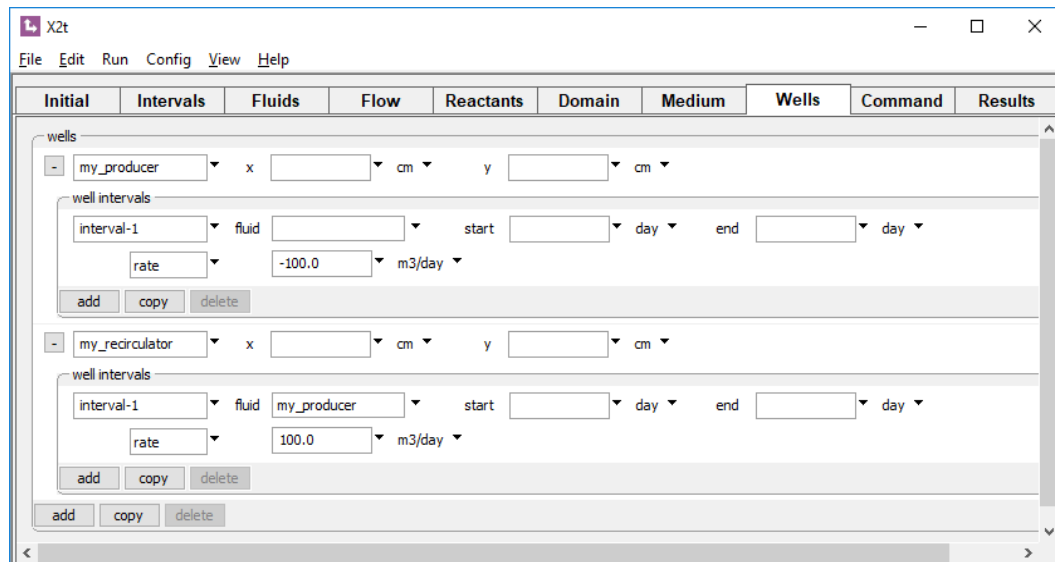 X2t
File Edit Run Config View Help
Initial Intervals Fluids Flow Reactants Domain Medium Wells Command Results
wells
- my_producer x cm y cm
well intervals
interval-1 fluid start day end day
rate -100.0 m3/day
add copy delete
- my_recirculator x cm y cm
well intervals
interval-1 fluid my_producer start day end day
rate 100.0 m3/day
add copy delete
add copy delete